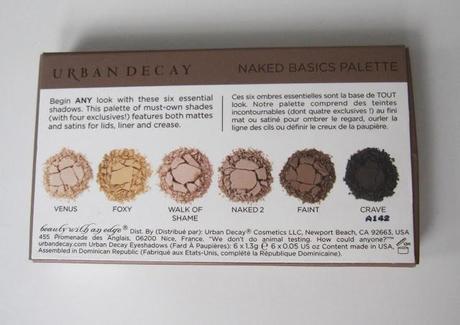 URBAN DECAY
NAKED BASICS PALETTE
Begin ANY look with these six essential
shadows. This palette of must-own shades
(with four exclusives!) features both mattes
and satins for lids, liner and crease.
Ces six ombres essentielles sont la base de TOUT
look. Notre palette comprend des teintes
incontournables (dont quatre exclusives !) au fini
mat ou satiné pour ombrer le regard, ourler la
ligne des cils ou définir le creux de la paupière.
VENUS
FOXY
WALK OF
SHAME
NAKED 2
FAINT
CRAVE
A142
beauty with an edge® Dist. By (Distribué par): Urban Decay® Cosmetics LLC, Newport Beach, CA 92663, USA
455 Promenade des Anglais, 06200 Nice, France. "We don't do animal testing. How could anyone?"™
urbandecay.com Urban Decay Eyeshadows (Fard À Paupières): 6 x 1.3g ℮ 6 x 0.05 US oz Content made in USA,
Assembled in Dominican Republic (Fabriqué aux Etats-Unis, complété la République Dominicaine).